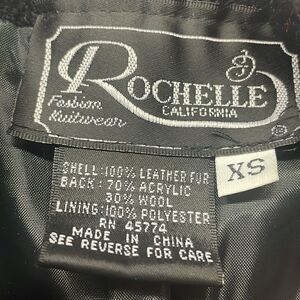 ROCHELLE
Fashion
Knitwear
CALIFORNIA
®
XS
SHELL:100% LEATHER FUR
BACK: 70% ACRYLIC
30% WOOL
LINING:100% POLYESTER
RN 45774
MADE IN CHINA
SEE REVERSE FOR CARE